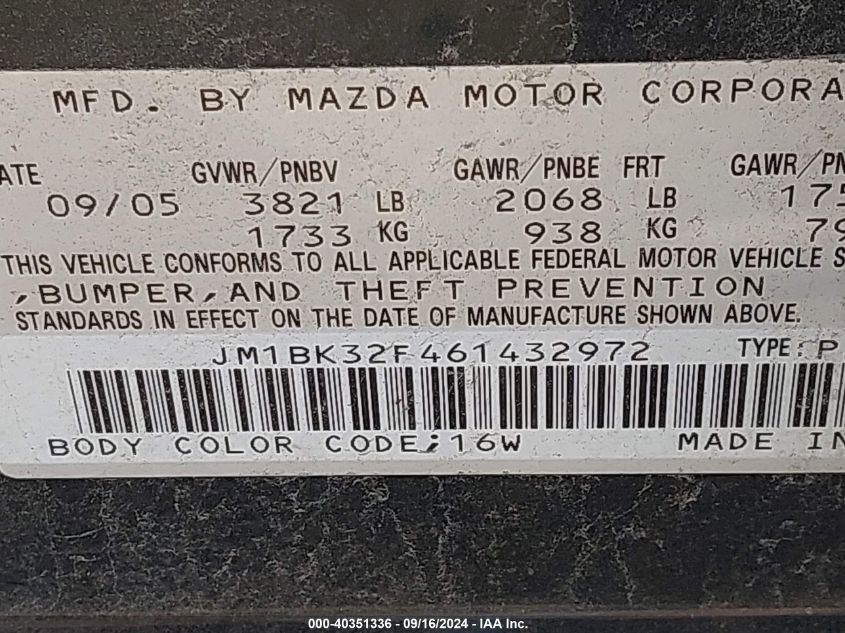 MFD. BY MAZDA MOTOR CORPORA
ATE GVWR/PNBV GAWR/PNBE FRT GAWR/PN
09/05 3821 LB 2068 LB 175
1733 KG 938 KG 79
THIS VEHICLE CONFORMS TO ALL APPLICABLE FEDERAL MOTOR VEHICLE S
,BUMPER,AND THEFT PREVENTION
STANDARDS IN EFFECT ON THE DATE OF MANUFACTURE SHOWN ABOVE.
JM1BK32F461432972 TYPE:P
BODY COLOR CODE;16W MADE IN
000-40351336 - 09/16/2024 - IAA Inc.